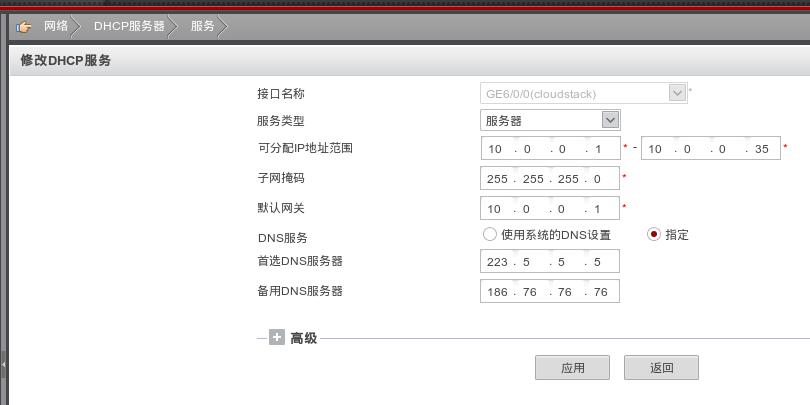 网络 DHCP服务器 服务
修改DHCP服务
接口名称 GE6/0/0(cloudstack) *
服务类型 服务器
可分配IP地址范围 10 . 0 . 0 . 1 * - 10 . 0 . 0 . 35 *
子网掩码 255 . 255 . 255 . 0 *
默认网关 10 . 0 . 0 . 1 *
DNS服务 使用系统的DNS设置 指定
首选DNS服务器 223 . 5 . 5 . 5
备用DNS服务器 186 . 76 . 76 . 76
高级
应用 返回